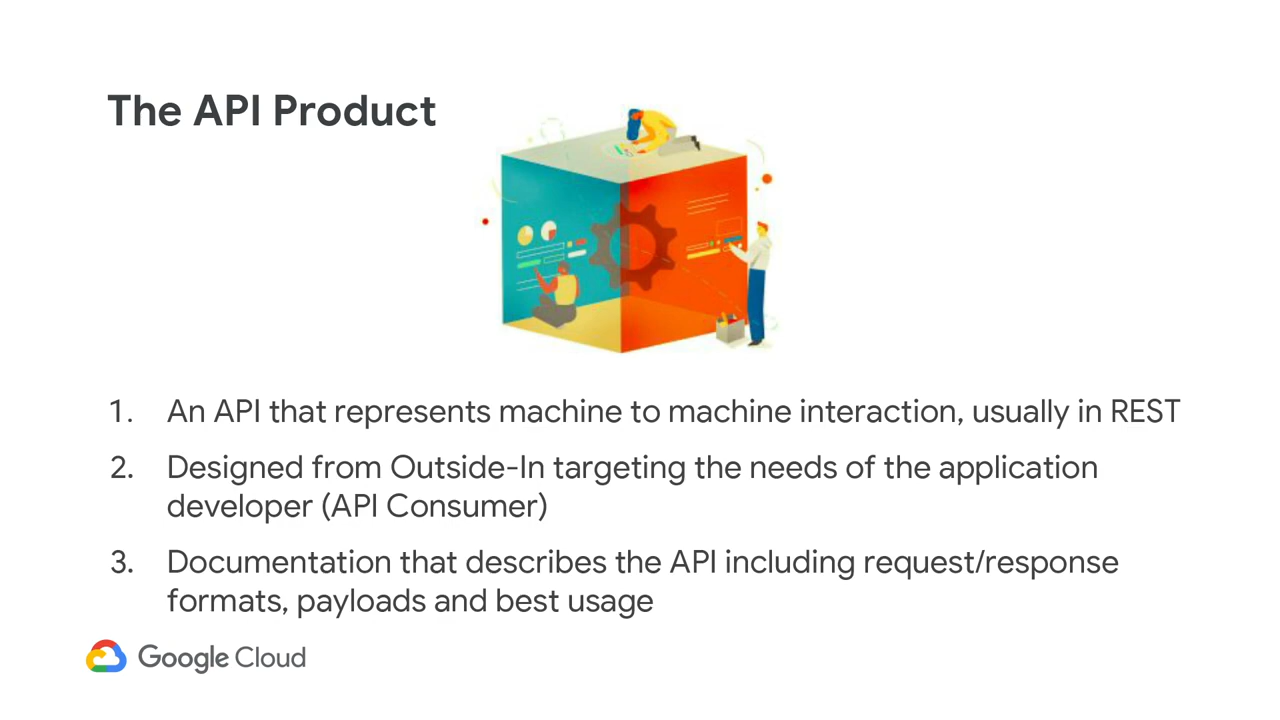 The API Product
1. An API that represents machine to machine interaction, usually in REST
2. Designed from Outside-In targeting the needs of the application
developer (API Consumer)
3. Documentation that describes the API including request/response
formats, payloads and best usage
Google Cloud